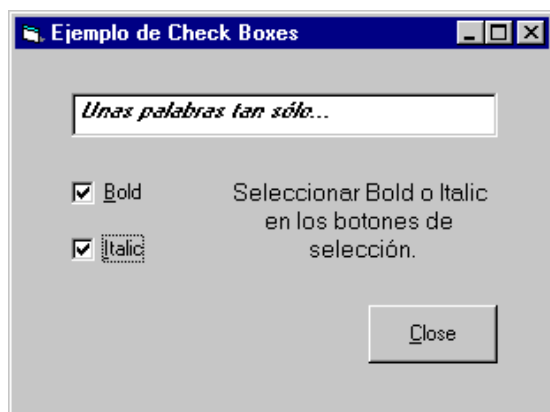 Ejemplo de Check Boxes
Unas palabras tan sólo...
Bold
Italic
Seleccionar Bold o Italic
en los botones de
selección.
Close